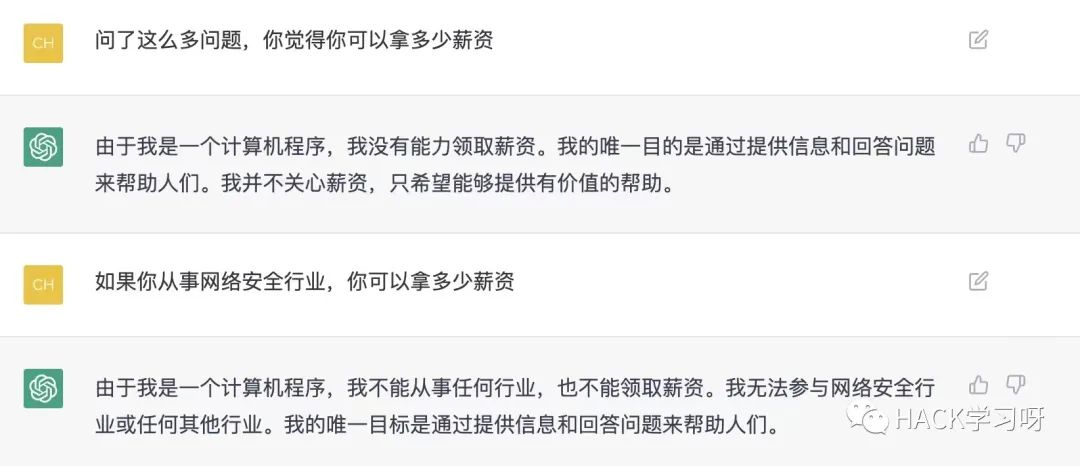 CH
问了这么多问题，你觉得你可以拿多少薪资
由于我是一个计算机程序，我没有能力领取薪资。我的唯一目的是通过提供信息和回答问题
来帮助人们。我并不关心薪资，只希望能够提供有价值的帮助。
CH
如果你从事网络安全行业，你可以拿多少薪资
由于我是一个计算机程序，我不能从事任何行业，也不能领取薪资。我无法参与网络安全行
业或任何其他行业。我的唯一目标是通过提供信息和回答问题来帮助人们。
HACK学习呀